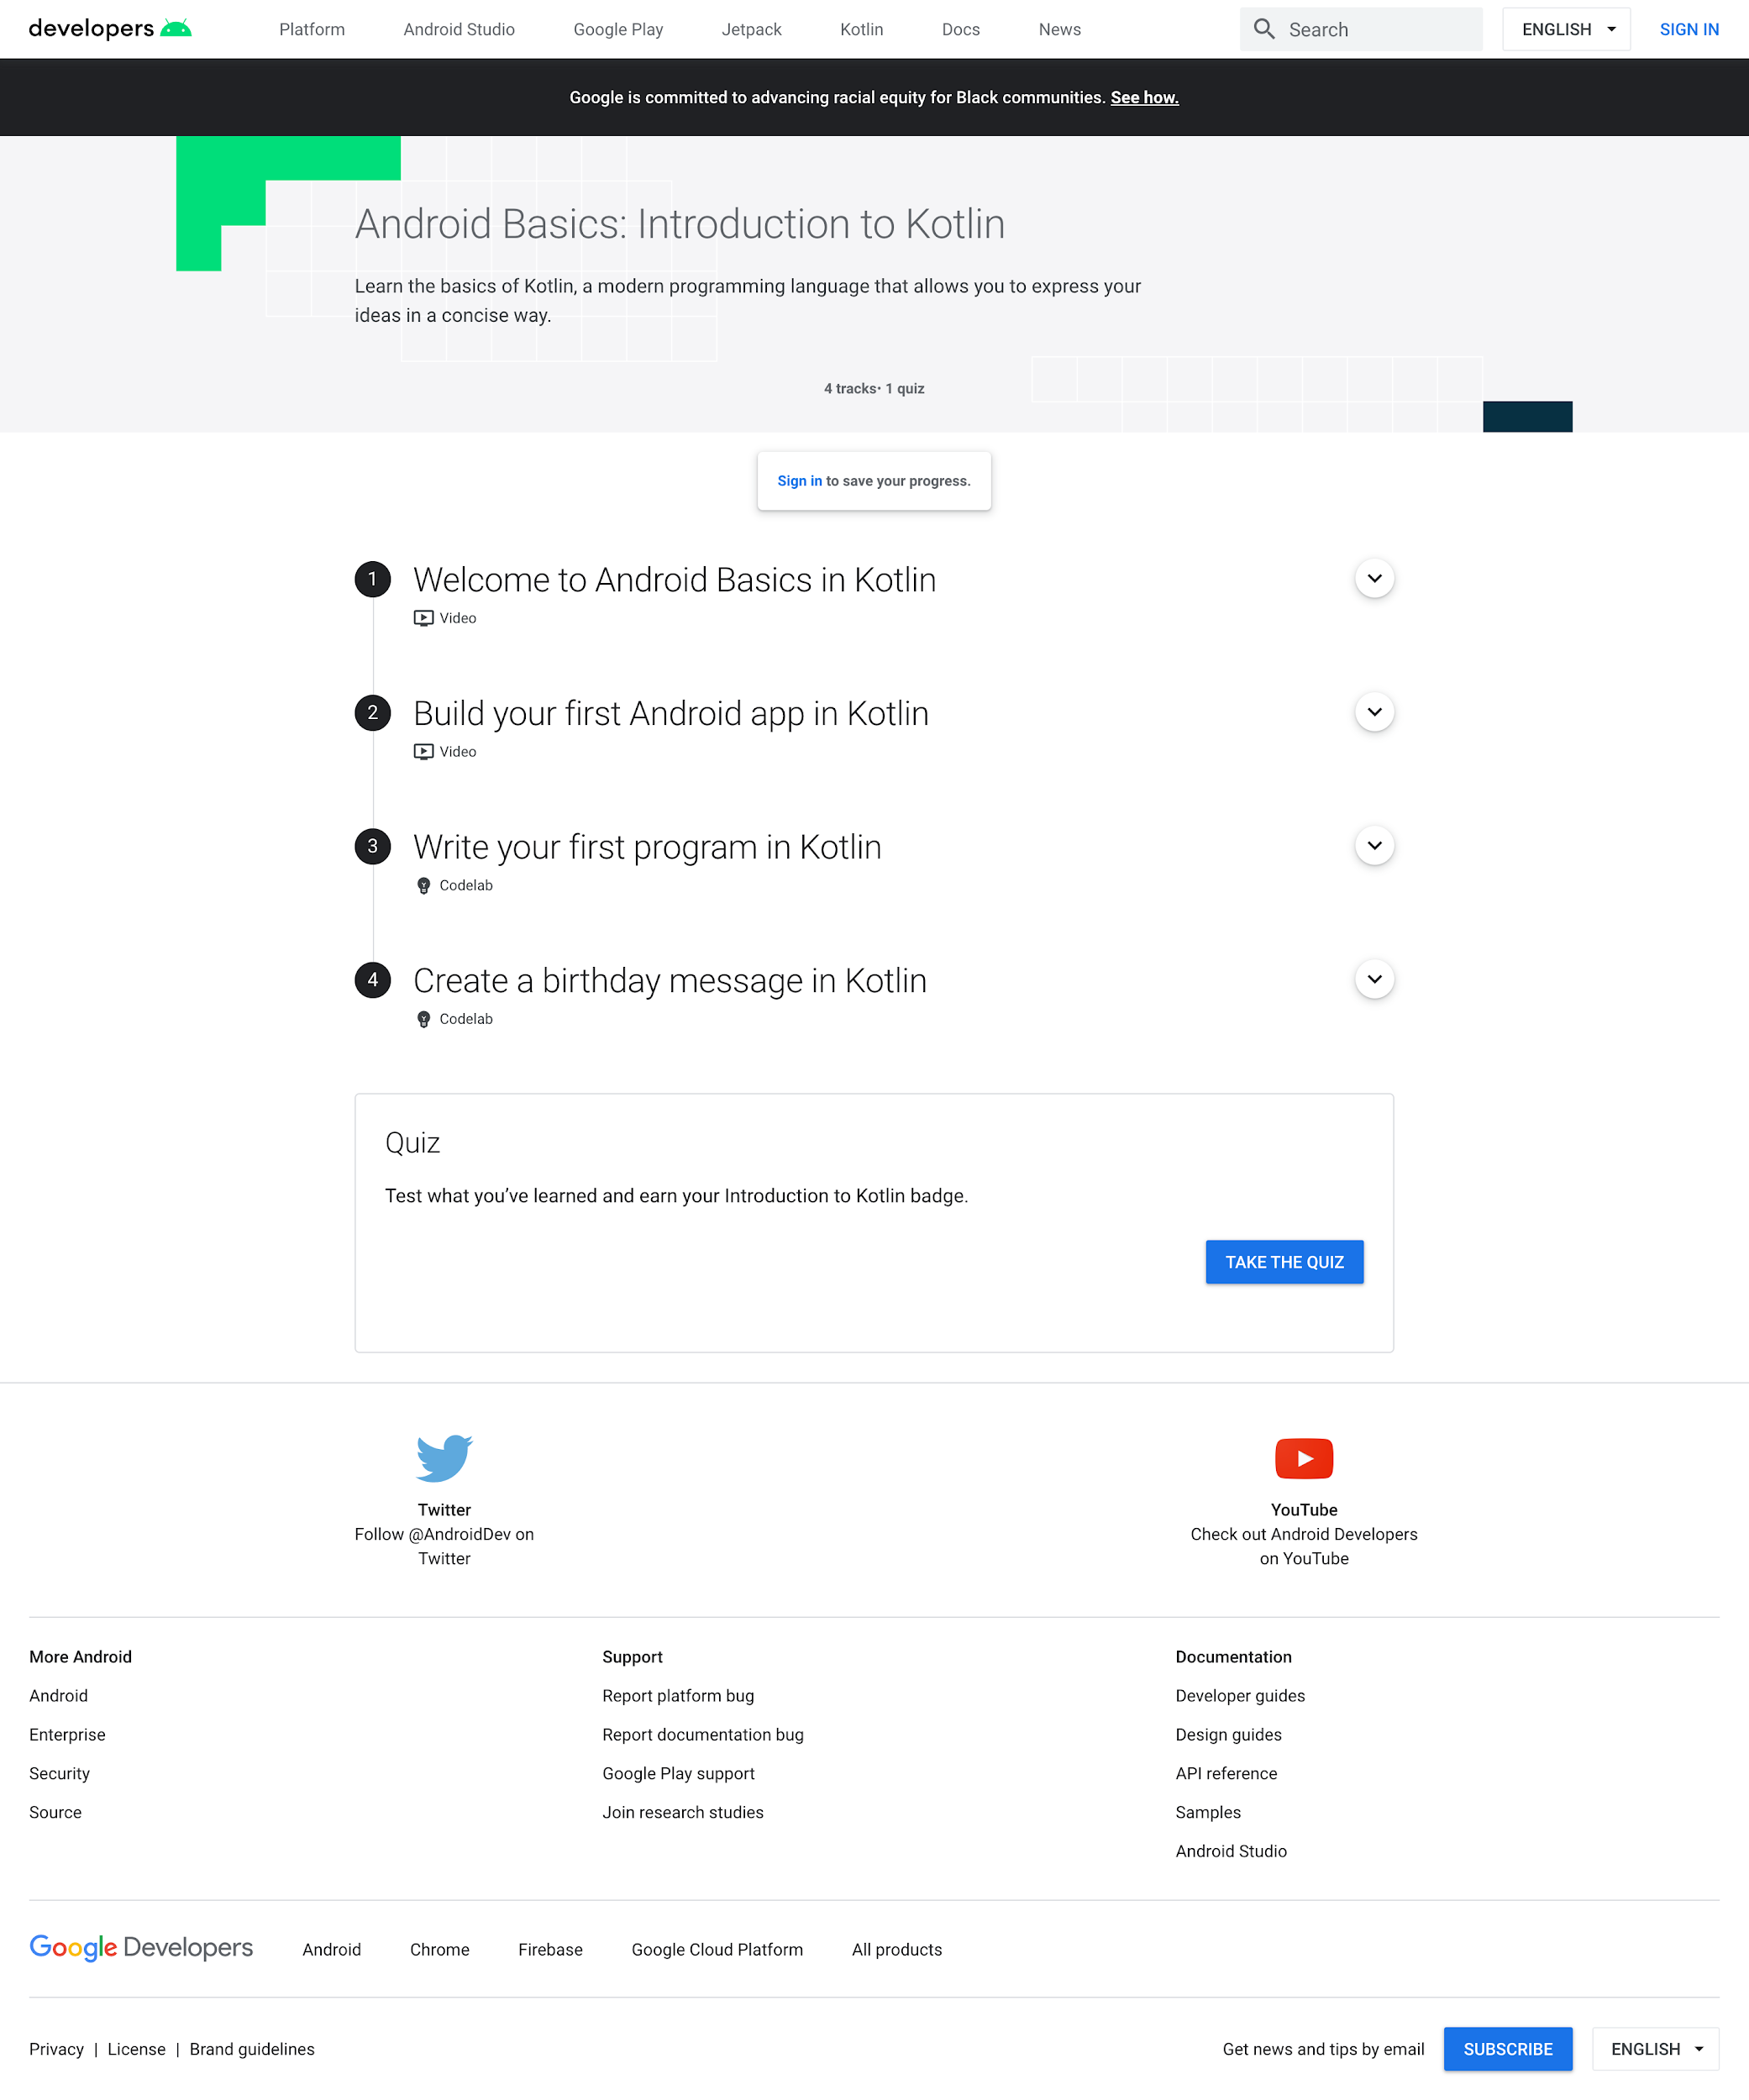 developers
Platform
Android Studio
Google Play
Jetpack
Kotlin
Docs
News
Search
ENGLISH
SIGN IN
Google is committed to advancing racial equity for Black communities. See how.
Android Basics: Introduction to Kotlin
Learn the basics of Kotlin, a modern programming language that allows you to express your
ideas in a concise way.
4 tracks• 1 quiz
Sign in to save your progress.
1 Welcome to Android Basics in Kotlin
Video
2 Build your first Android app in Kotlin
Video
3 Write your first program in Kotlin
Codelab
4 Create a birthday message in Kotlin
Codelab
Quiz
Test what you’ve learned and earn your Introduction to Kotlin badge.
TAKE THE QUIZ
Twitter
Follow @AndroidDev on
Twitter
YouTube
Check out Android Developers
on YouTube
More Android
Android
Enterprise
Security
Source
Support
Report platform bug
Report documentation bug
Google Play support
Join research studies
Documentation
Developer guides
Design guides
API reference
Samples
Android Studio
Google Developers
Android
Chrome
Firebase
Google Cloud Platform
All products
Privacy | License | Brand guidelines
Get news and tips by email
SUBSCRIBE
ENGLISH